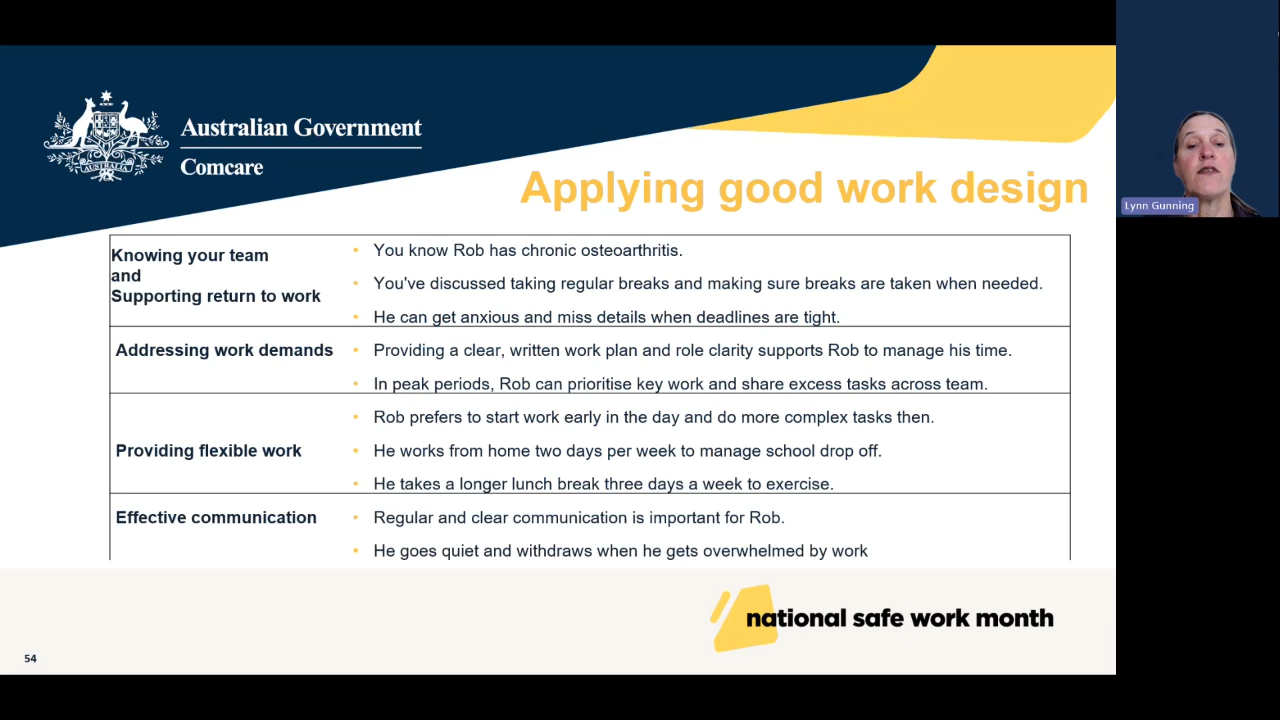 Australian Government
Comcare
AUSTRALIA
Applying good work design
Knowing your team
and
Supporting return to work
• You know Rob has chronic osteoarthritis.
• You've discussed taking regular breaks and making sure breaks are taken when needed.
• He can get anxious and miss details when deadlines are tight.
Addressing work demands
• Providing a clear, written work plan and role clarity supports Rob to manage his time.
• In peak periods, Rob can prioritise key work and share excess tasks across team.
Providing flexible work
• Rob prefers to start work early in the day and do more complex tasks then.
• He works from home two days per week to manage school drop off.
• He takes a longer lunch break three days a week to exercise.
Effective communication
• Regular and clear communication is important for Rob.
• He goes quiet and withdraws when he gets overwhelmed by work
national safe work month
54
Lynn Gunning